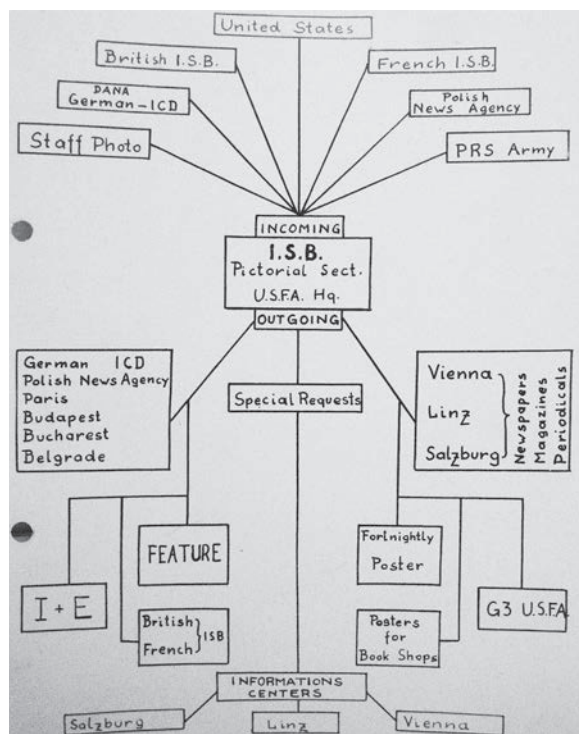 United States
British I.S.B.
French I.S.B.
DANA
German-ICD
Polish
News Agency
Staff Photo
PRS Army
INCOMING
I.S.B.
Pictorial Sect.
U.S.F.A. Hq.
OUTGOING
German ICD
Polish News Agency
Paris
Budapest
Bucharest
Belgrade
Special Requests
Vienna
Linz
Salzburg
Newspapers
Magazines
Periodicals
I + E
FEATURE
British
French
ISB
Fortnightly
Poster
Posters
for
Book Shops
G3 U.S.F.A.
INFORMATIONS
CENTERS
Salzburg
Linz
Vienna